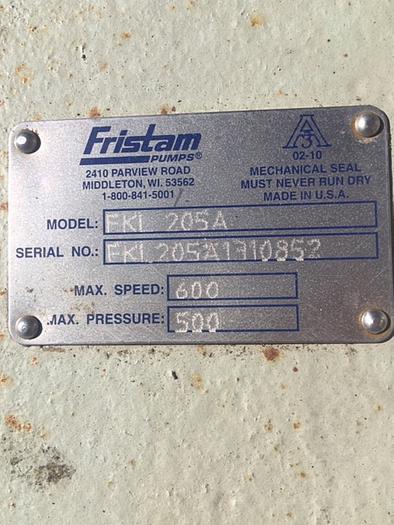 Fristam
PUMPS®
2410 PARVIEW ROAD
MIDDLETON, WI. 53562
1-800-841-5001
A3
02-10
MECHANICAL SEAL
MUST NEVER RUN DRY
MADE IN U.S.A.
MODEL: FKL 205A
SERIAL NO.: FKL205A1310852
MAX. SPEED: 600
MAX. PRESSURE: 500